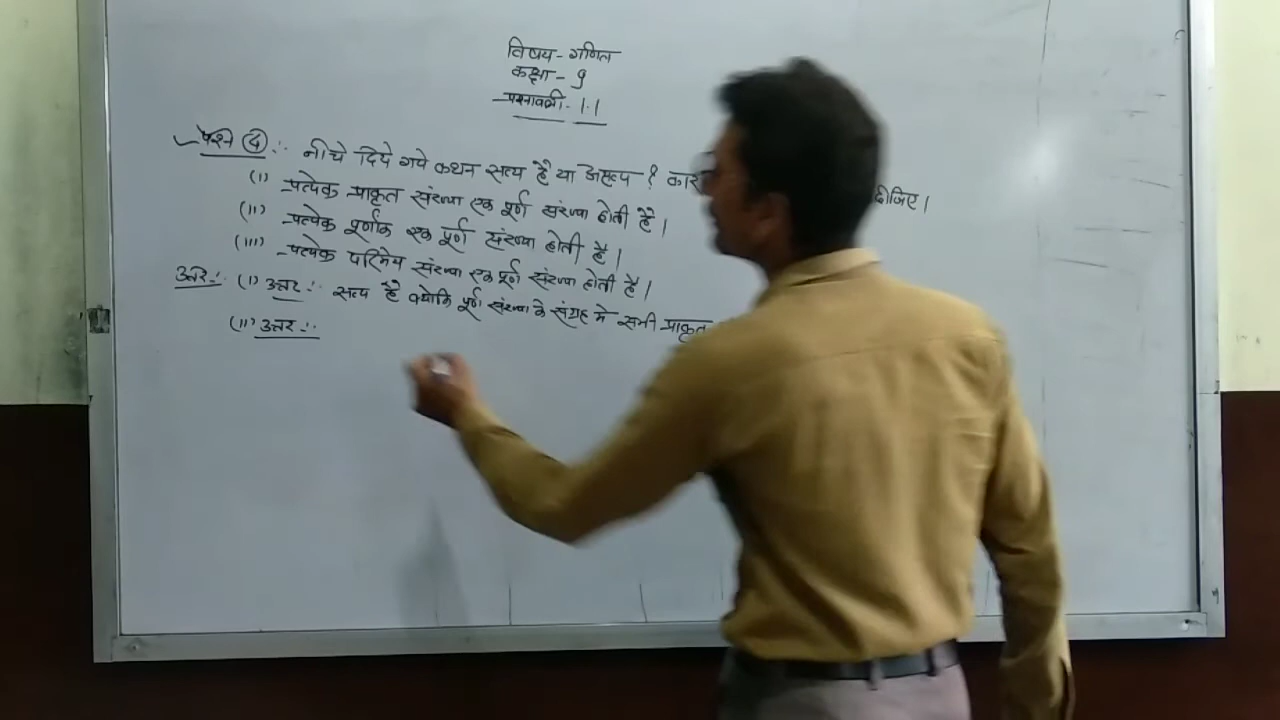 विषय - गणित
कक्षा - 9
प्रश्नावली - 1.1
प्रश्न ④ :- नीचे दिये गये कथन सत्य है या असत्य ? दीजिए।
(i) प्रत्येक प्राकृत संख्या एक पूर्ण संख्या होती है।
(ii) प्रत्येक पूर्णांक एक पूर्ण संख्या होती है।
(iii) प्रत्येक परिमेय संख्या एक पूर्ण संख्या होती है।
उत्तर :- (i) उत्तर :- सत्य है क्योकि पूर्ण संख्या के संग्रह मे सभी प्राकृत
(ii) उत्तर :-